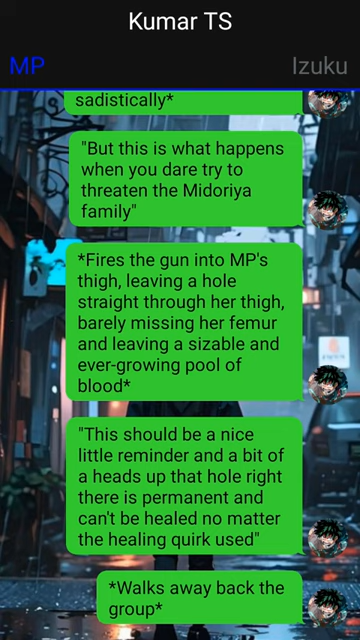 Kumar TS
MP
Izuku
sadistically*
"But this is what happens
when you dare try to
threaten the Midoriya
family"
*Fires the gun into MP's
thigh, leaving a hole
straight through her thigh,
barely missing her femur
and leaving a sizable and
ever-growing pool of
blood*
"This should be a nice
little reminder and a bit of
a heads up that hole right
there is permanent and
can't be healed no matter
the healing quirk used"
*Walks away back the
group*